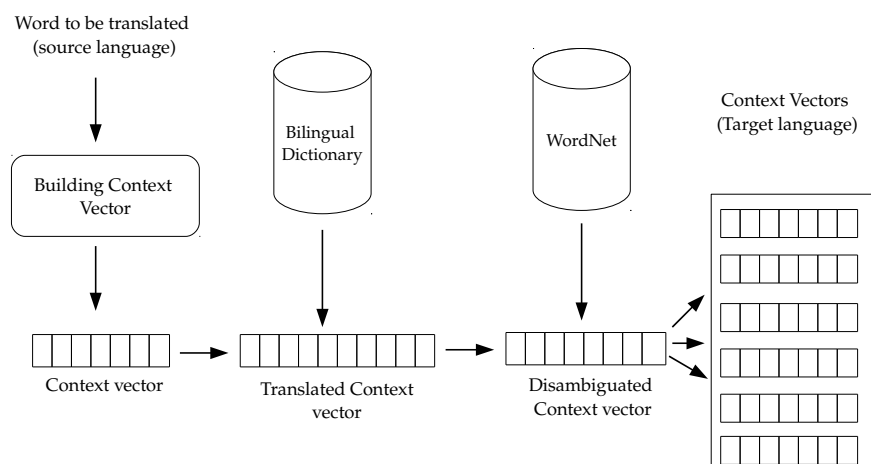 Word to be translated
(source language)
Bilingual
Dictionary
WordNet
Context Vectors
(Target language)
Building Context
Vector
Context vector
Translated Context
vector
Disambiguated
Context vector